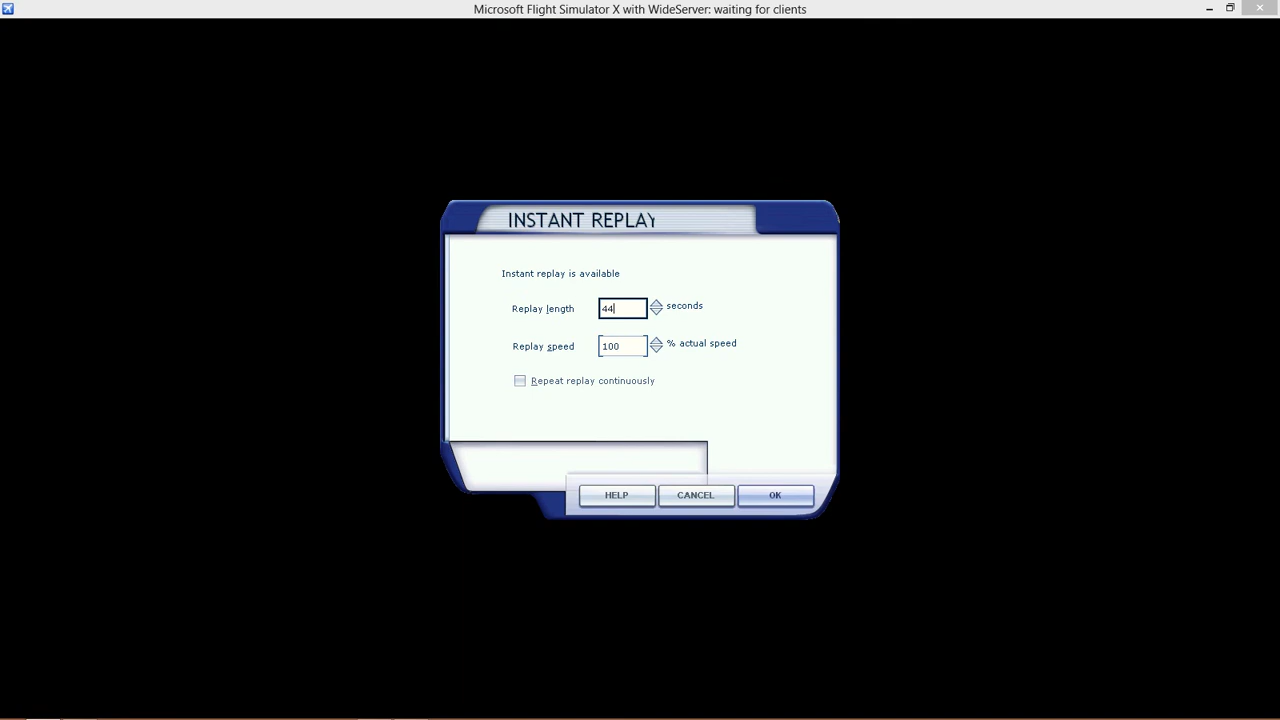 Microsoft Flight Simulator X with WideServer: waiting for clients
INSTANT REPLAY
Instant replay is available
Replay length 44 seconds
Replay speed 100 % actual speed
Repeat replay continuously
HELP CANCEL OK